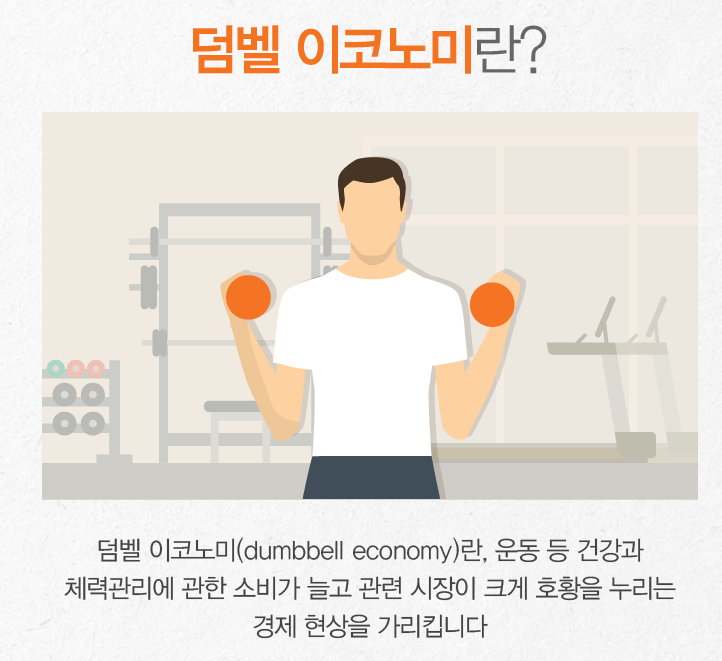 덤벨 이코노미란?
덤벨 이코노미(dumbbell economy)란, 운동 등 건강과
체력관리에 관한 소비가 늘고 관련 시장이 크게 호황을 누리는
경제 현상을 가리킵니다